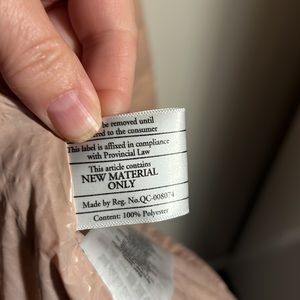 be removed until
ered to the consumer
This label is affixed in compliance
with Provincial Law
This article contains
NEW MATERIAL
ONLY
Made by Reg. No.QC-008074
Content: 100% Polyester